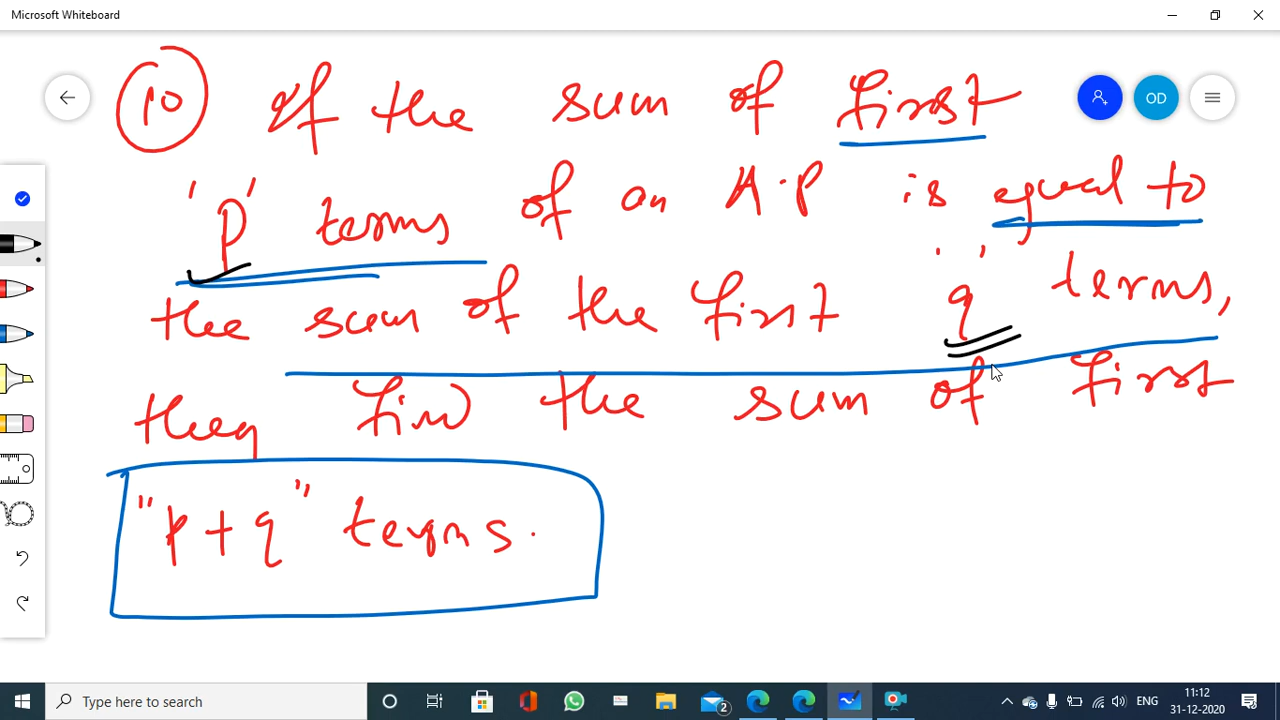 Microsoft Whiteboard
10 If the sum of first
'p' terms of an A.P is equal to
the sum of the first 'q' terms,
then find the sum of first
"p+q" terms.
OD
Type here to search
2
ENG
11:12
31-12-2020